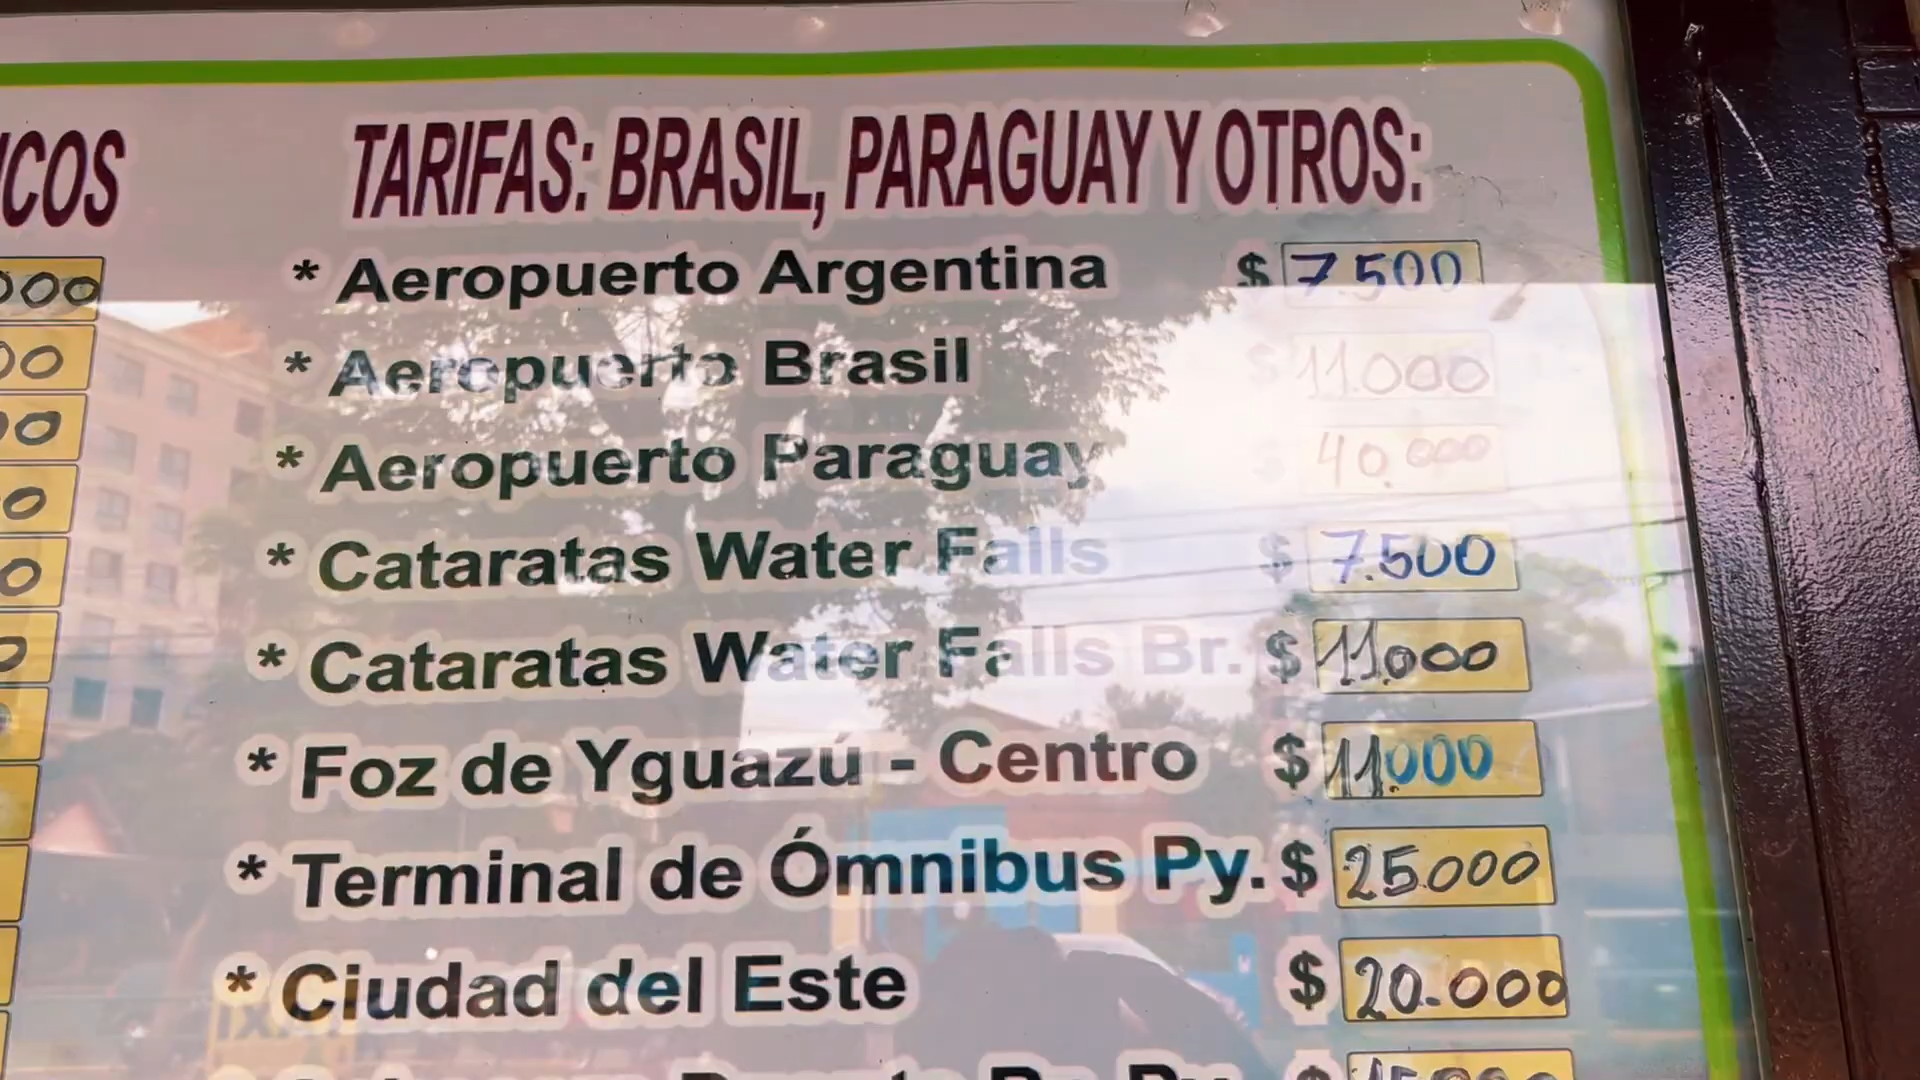 ICOS
TARIFAS: BRASIL, PARAGUAY Y OTROS:
* Aeropuerto Argentina $ 7.500
* Aeropuerto Brasil $ 11.000
* Aeropuerto Paraguay $ 40.000
* Cataratas Water Falls $ 7.500
* Cataratas Water Falls Br. $ 11.000
* Foz de Yguazú - Centro $ 11.000
* Terminal de Ómnibus Py. $ 25.000
* Ciudad del Este $ 20.000